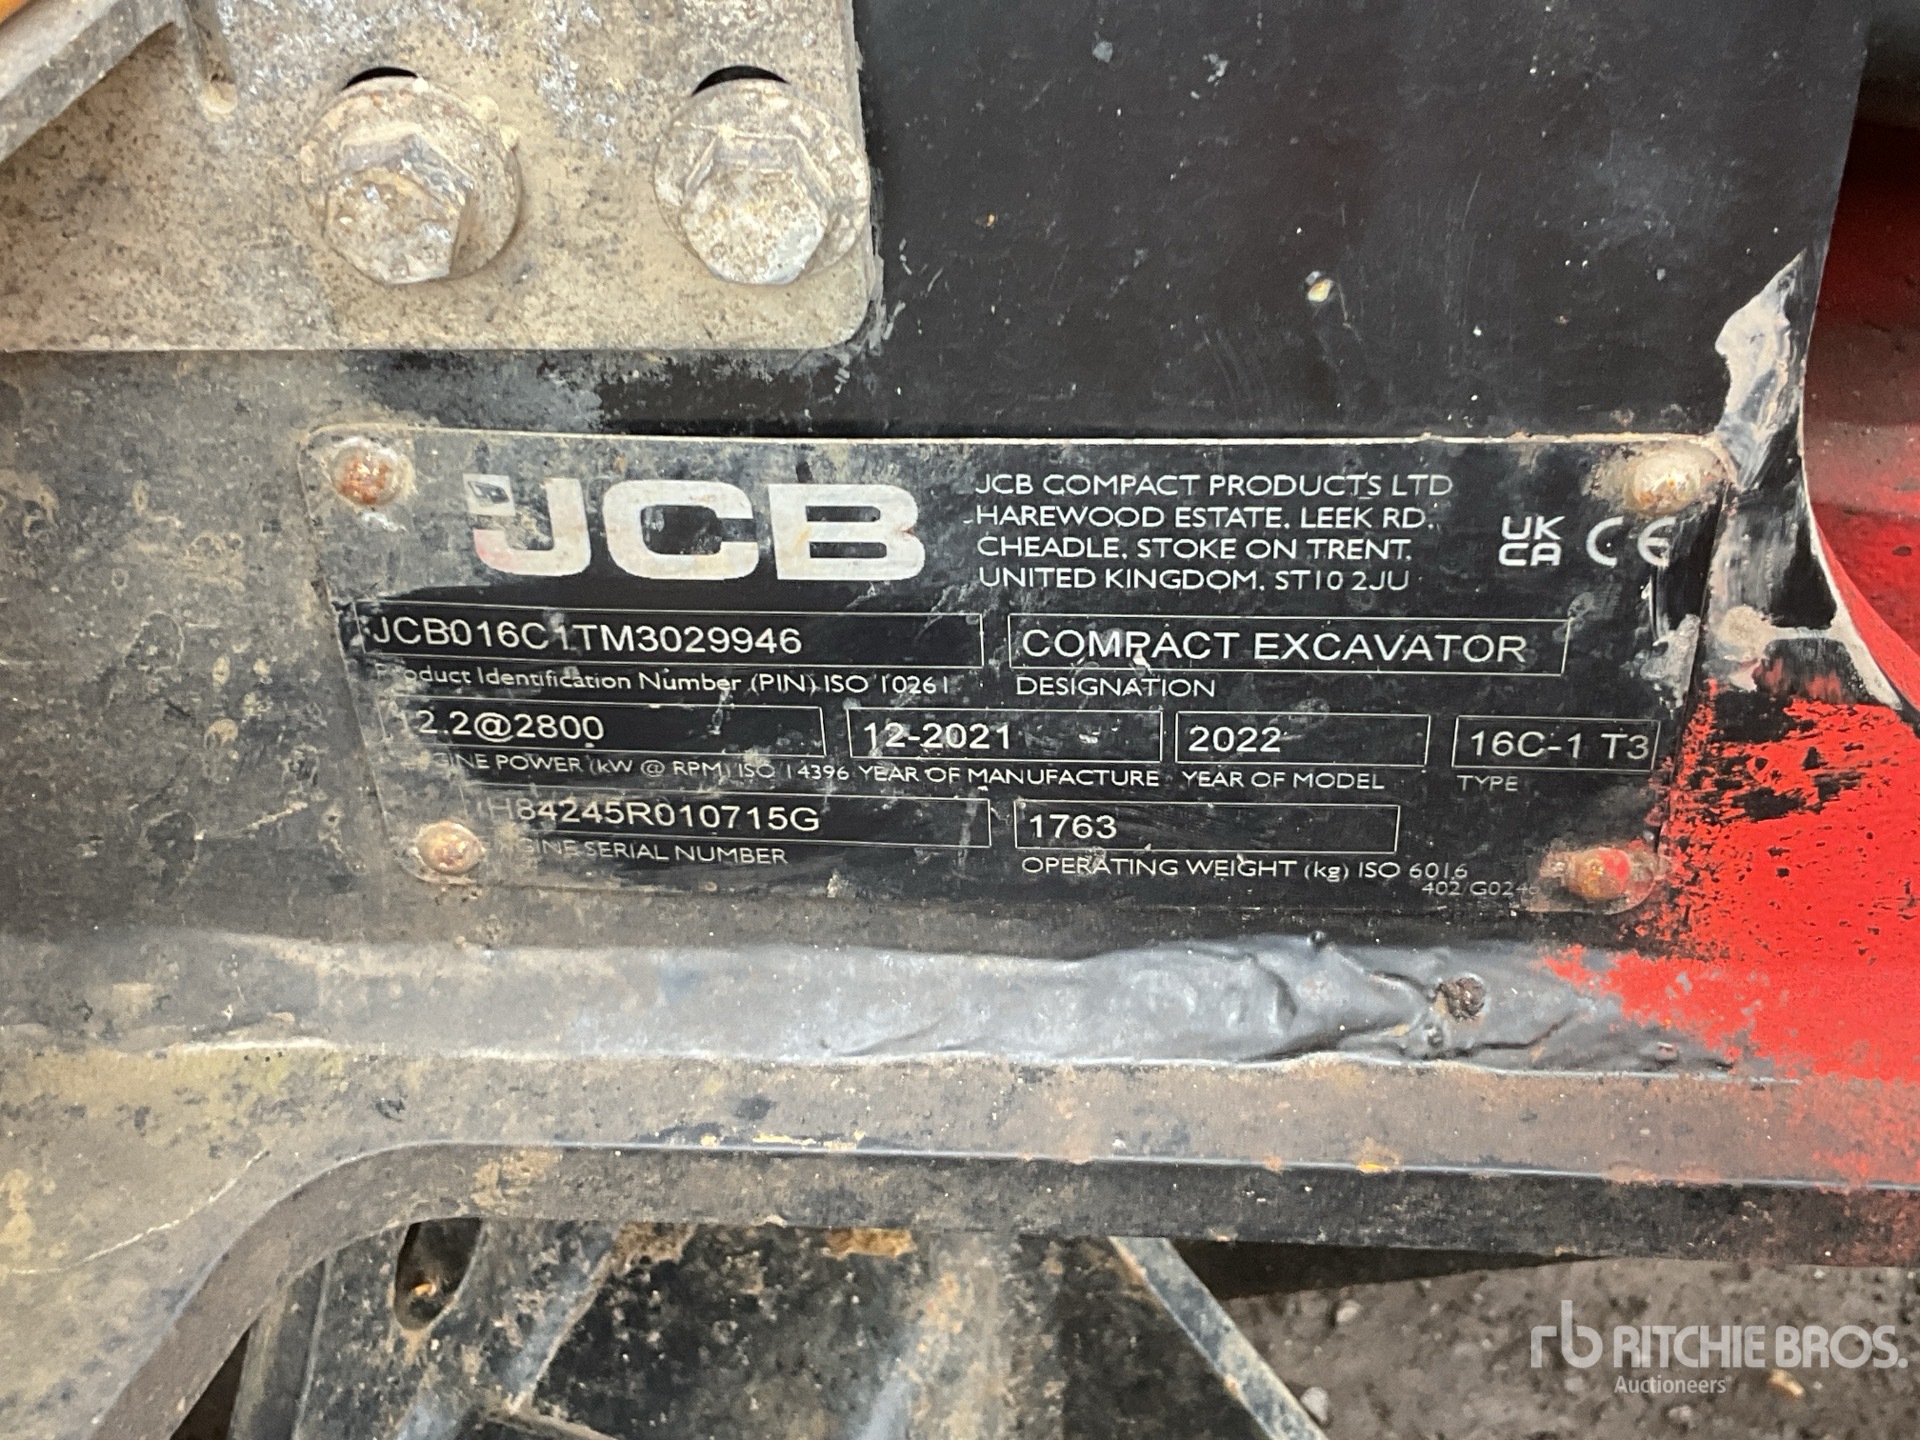 JCB
JCB COMPACT PRODUCTS LTD
HAREWOOD ESTATE, LEEK RD,
CHEADLE, STOKE ON TRENT,
UNITED KINGDOM, ST10 2JU
UK
CA CE
JCB016C1TM3029946
Product Identification Number (PIN) ISO 10261
COMPACT EXCAVATOR
DESIGNATION
12.2@2800
ENGINE POWER (kW @ RPM) ISO 14396
12-2021
YEAR OF MANUFACTURE
2022
YEAR OF MODEL
16C-1 T3
TYPE
H84245R010715G
ENGINE SERIAL NUMBER
1763
OPERATING WEIGHT (kg) ISO 6016
rb RITCHIE BROS.
Auctioneers